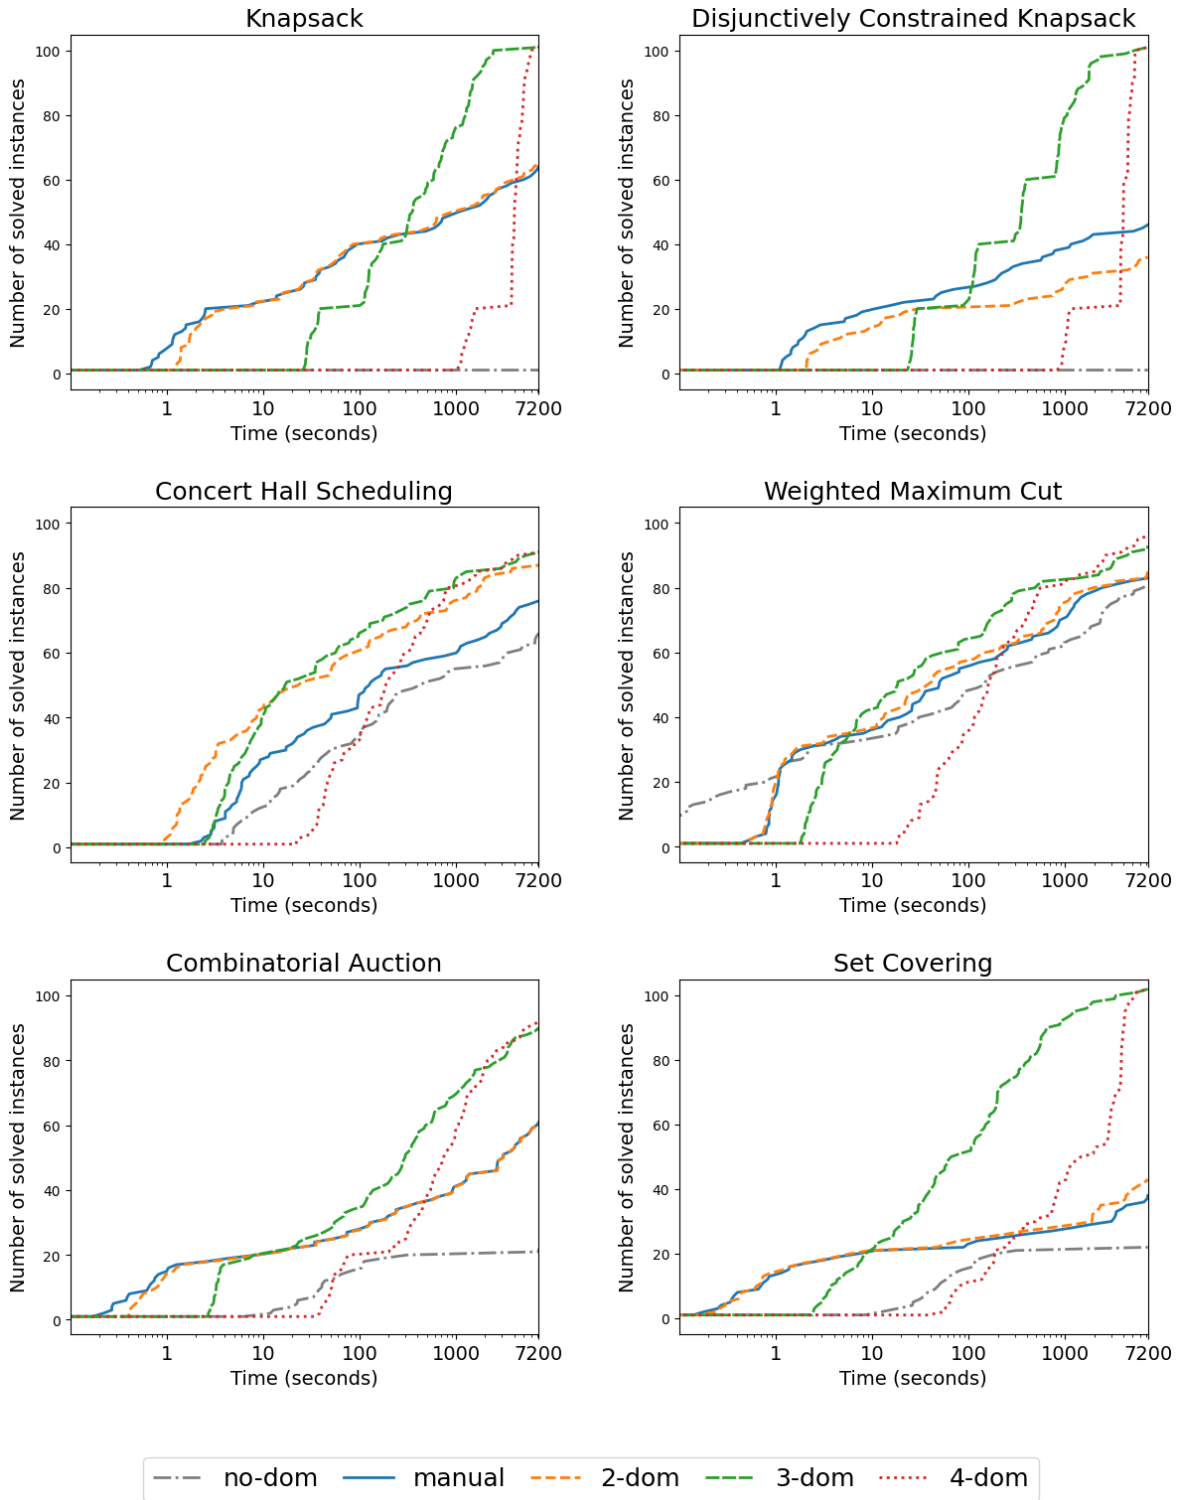 Knapsack
Number of solved instances
100
80
60
40
20
0
1 10 100 1000 7200
Time (seconds)
Disjunctively Constrained Knapsack
Number of solved instances
100
80
60
40
20
0
1 10 100 1000 7200
Time (seconds)
Concert Hall Scheduling
Number of solved instances
100
80
60
40
20
0
1 10 100 1000 7200
Time (seconds)
Weighted Maximum Cut
Number of solved instances
100
80
60
40
20
0
1 10 100 1000 7200
Time (seconds)
Combinatorial Auction
Number of solved instances
100
80
60
40
20
0
1 10 100 1000 7200
Time (seconds)
Set Covering
Number of solved instances
100
80
60
40
20
0
1 10 100 1000 7200
Time (seconds)
no-dom manual 2-dom 3-dom 4-dom